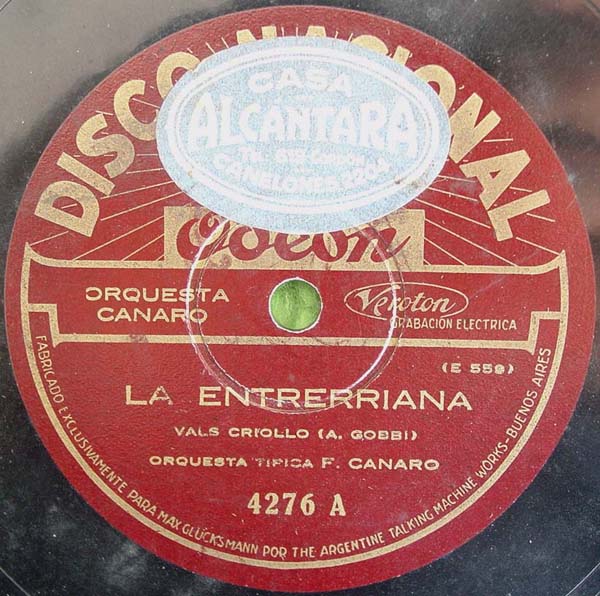 DISCO NACIONAL
CASA
ALCANTARA
CANELONES
Odeon
ORQUESTA
CANARO
Veroton
GRABACIÓN ELECTRICA
(E 559)
LA ENTRERRIANA
VALS CRIOLLO (A. GOBBI)
ORQUESTA TIPICA F. CANARO
4276 A
FABRICADO EXCLUSIVAMENTE PARA MAX GLÜCKSMANN POR THE ARGENTINE TALKING MACHINE WORKS-BUENOS AIRES